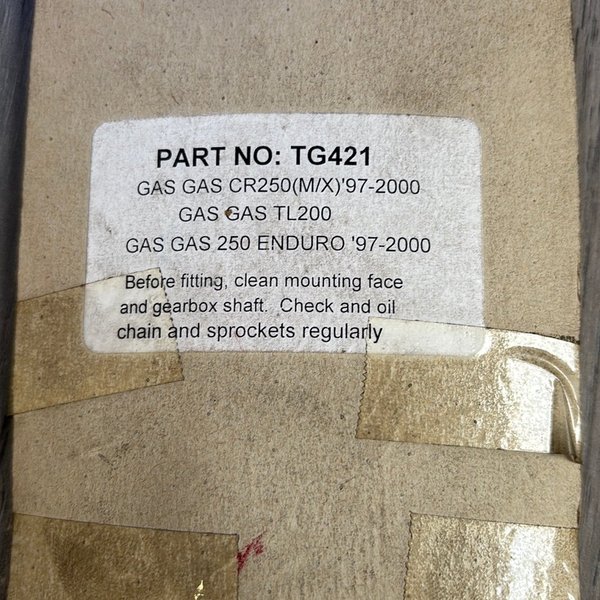 PART NO: TG421
GAS GAS CR250(M/X)'97-2000
GAS GAS TL200
GAS GAS 250 ENDURO '97-2000
Before fitting, clean mounting face
and gearbox shaft. Check and oil
chain and sprockets regularly